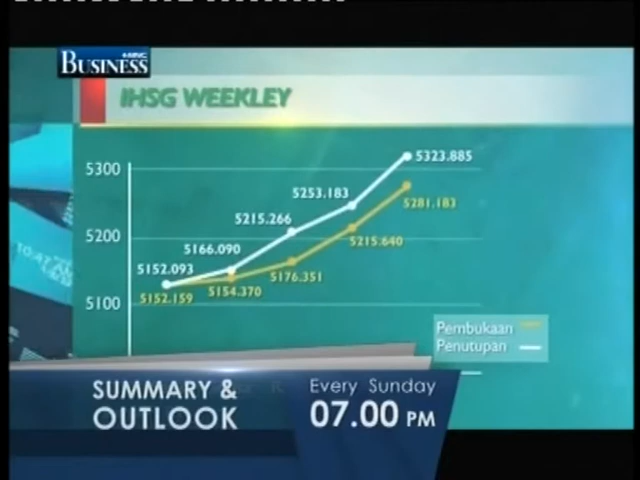 MNC
BUSINESS
IHSG WEEKLEY
5300
5200
5100
5323.885
5253.183
5281.183
5215.266
5215.640
5166.090
5176.351
5152.093
5154.370
5152.159
Pembukaan
Penutupan
SUMMARY &
OUTLOOK
Every Sunday
07.00 PM